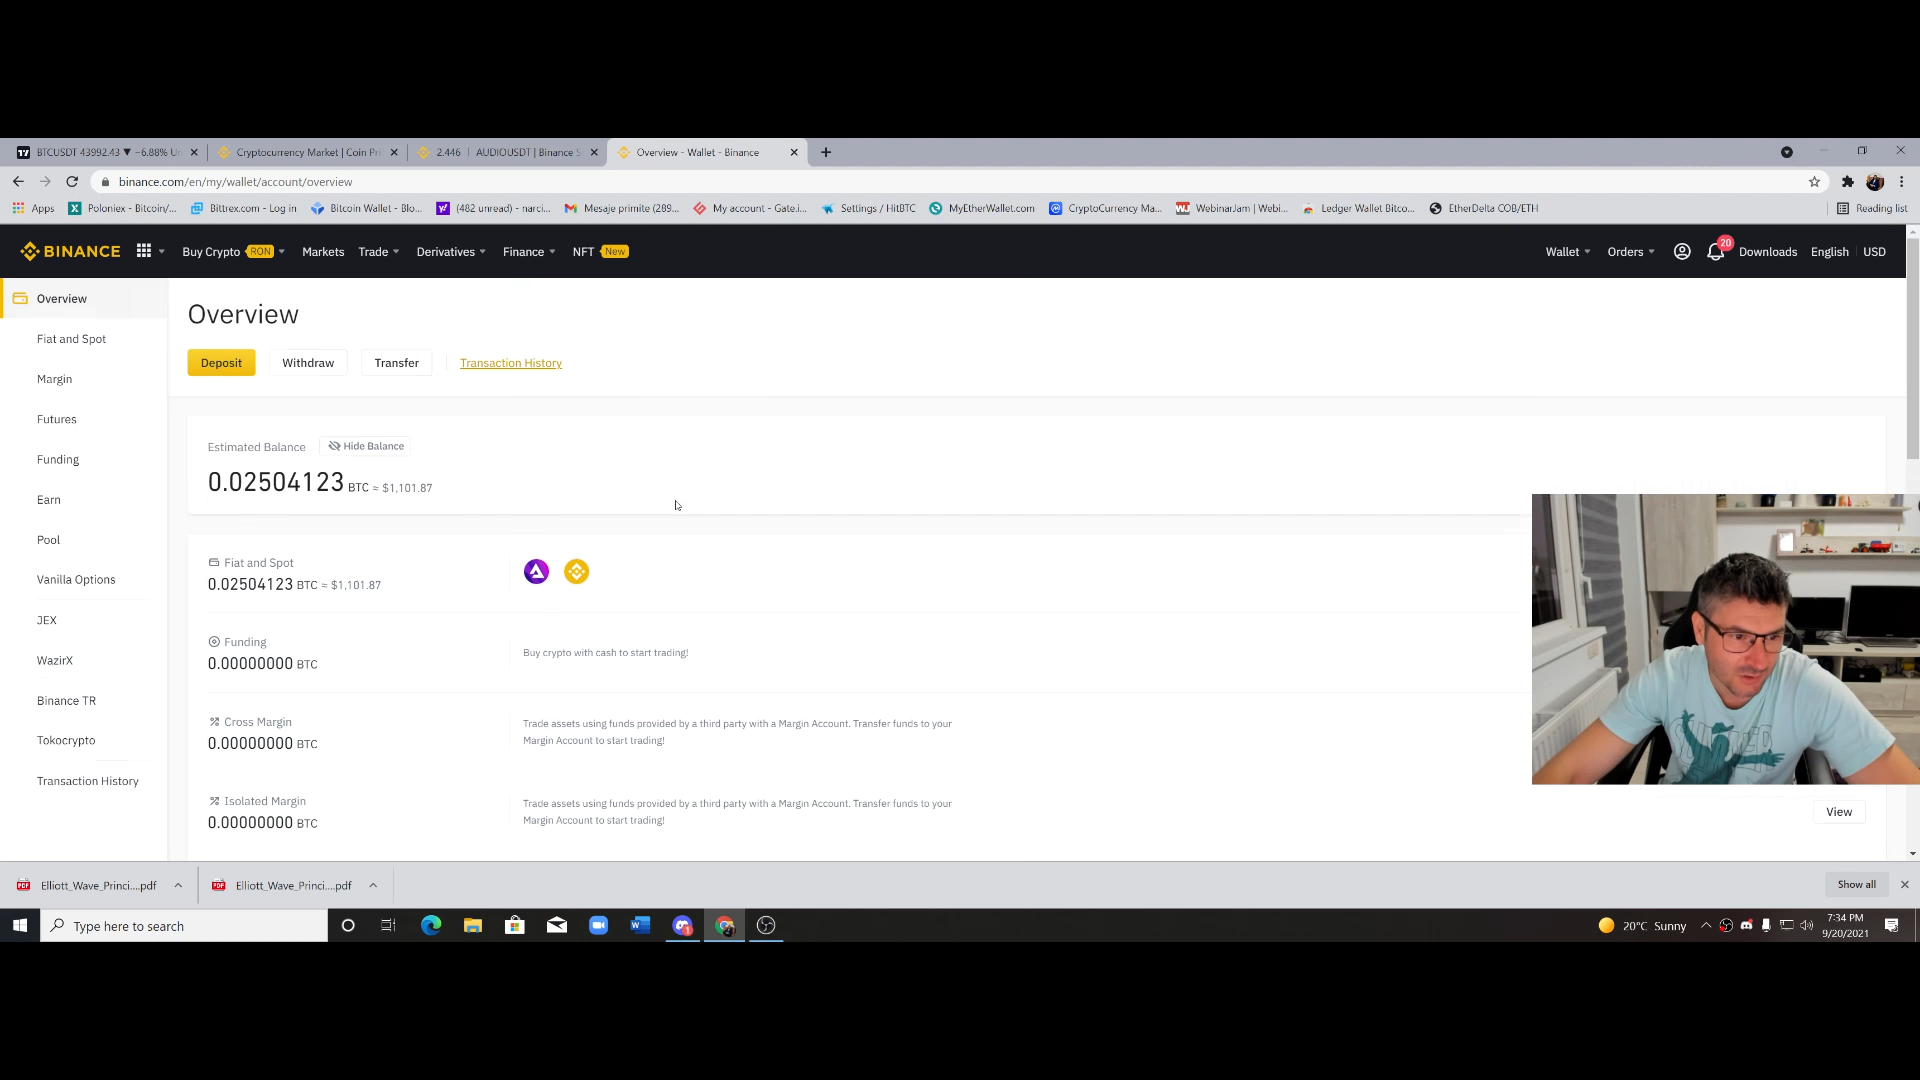 BTCUSDT 43992.43 ▼ −6.88% Un
Cryptocurrency Market | Coin Pri
2.446 | AUDIOUSDT | Binance S
Overview - Wallet - Binance
binance.com/en/my/wallet/account/overview
Apps
Poloniex - Bitcoin/...
Bittrex.com - Log in
Bitcoin Wallet - Blo...
(482 unread) - narci...
Mesaje primite (289...
My account - Gate.i...
Settings / HitBTC
MyEtherWallet.com
CryptoCurrency Ma...
WebinarJam | Webi...
Ledger Wallet Bitco...
EtherDelta COB/ETH
Reading list
BINANCE
Buy Crypto RON
Markets
Trade
Derivatives
Finance
NFT New
Wallet
Orders
20
Downloads
English
USD
Overview
Fiat and Spot
Margin
Futures
Funding
Earn
Pool
Vanilla Options
JEX
WazirX
Binance TR
Tokocrypto
Transaction History
Overview
Deposit
Withdraw
Transfer
Transaction History
Estimated Balance
Hide Balance
0.02504123 BTC ≈ $1,101.87
Fiat and Spot
0.02504123 BTC ≈ $1,101.87
Funding
0.00000000 BTC
Buy crypto with cash to start trading!
Cross Margin
0.00000000 BTC
Trade assets using funds provided by a third party with a Margin Account. Transfer funds to your
Margin Account to start trading!
Isolated Margin
0.00000000 BTC
Trade assets using funds provided by a third party with a Margin Account. Transfer funds to your
Margin Account to start trading!
View
Elliott_Wave_Princi....pdf
Elliott_Wave_Princi....pdf
Show all
Type here to search
20°C Sunny
7:34 PM
9/20/2021